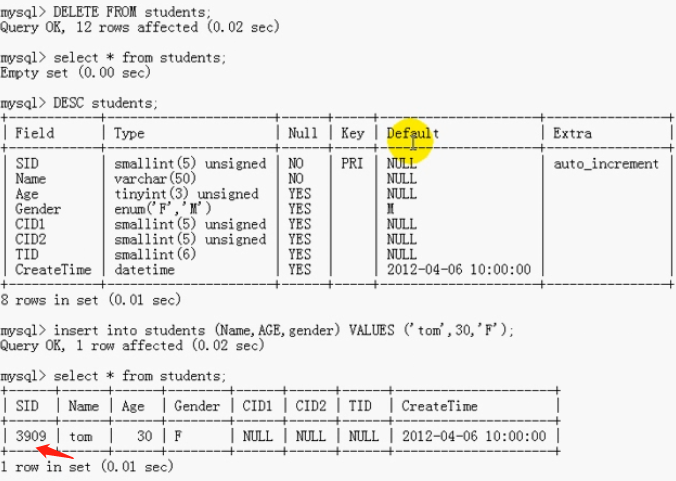 mysql> DELETE FROM students;
Query OK, 12 rows affected (0.02 sec)
mysql> select * from students;
Empty set (0.00 sec)
mysql> DESC students;
+------------+----------------------+------+-----+---------------------+----------------+
| Field      | Type                 | Null | Key | Default             | Extra          |
+------------+----------------------+------+-----+---------------------+----------------+
| SID        | smallint(5) unsigned | NO   | PRI | NULL                | auto_increment |
| Name       | varchar(50)          | NO   |     | NULL                |                |
| Age        | tinyint(3) unsigned  | YES  |     | NULL                |                |
| Gender     | enum('F','M')        | YES  |     | M                   |                |
| CID1       | smallint(5) unsigned | YES  |     | NULL                |                |
| CID2       | smallint(5) unsigned | YES  |     | NULL                |                |
| TID        | smallint(6)          | YES  |     | NULL                |                |
| CreateTime | datetime             | YES  |     | 2012-04-06 10:00:00 |                |
+------------+----------------------+------+-----+---------------------+----------------+
8 rows in set (0.01 sec)
mysql> insert into students (Name,AGE,gender) VALUES ('tom',30,'F');
Query OK, 1 row affected (0.02 sec)
mysql> select * from students;
+------+------+------+--------+------+------+------+---------------------+
| SID  | Name | Age  | Gender | CID1 | CID2 | TID  | CreateTime          |
+------+------+------+--------+------+------+------+---------------------+
| 3909 | tom  |   30 | F      | NULL | NULL | NULL | 2012-04-06 10:00:00 |
+------+------+------+--------+------+------+------+---------------------+
1 row in set (0.01 sec)